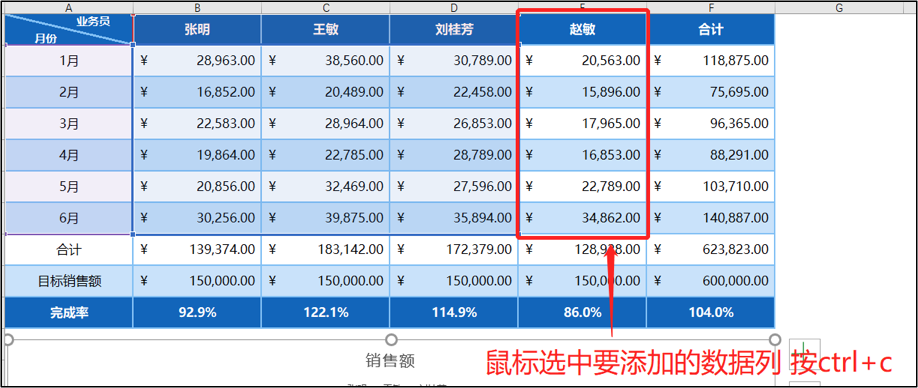 A B C D E F G H
业务员 月份 张明 王敏 刘桂芳 赵敏 合计
1月 ¥ 28,963.00 ¥ 38,560.00 ¥ 30,789.00 ¥ 20,563.00 ¥ 118,875.00
2月 ¥ 16,852.00 ¥ 20,489.00 ¥ 22,458.00 ¥ 15,896.00 ¥ 75,695.00
3月 ¥ 22,583.00 ¥ 28,964.00 ¥ 26,853.00 ¥ 17,965.00 ¥ 96,365.00
4月 ¥ 19,864.00 ¥ 22,785.00 ¥ 28,789.00 ¥ 16,853.00 ¥ 88,291.00
5月 ¥ 20,856.00 ¥ 32,469.00 ¥ 27,596.00 ¥ 22,789.00 ¥ 103,710.00
6月 ¥ 30,256.00 ¥ 39,875.00 ¥ 35,894.00 ¥ 34,862.00 ¥ 140,887.00
合计 ¥ 139,374.00 ¥ 183,142.00 ¥ 172,379.00 ¥ 128,928.00 ¥ 623,823.00
目标销售额 ¥ 150,000.00 ¥ 150,000.00 ¥ 150,000.00 ¥ 150,000.00 ¥ 600,000.00
完成率 92.9% 122.1% 114.9% 86.0% 104.0%
销售额
鼠标选中要添加的数据列 按ctrl+c